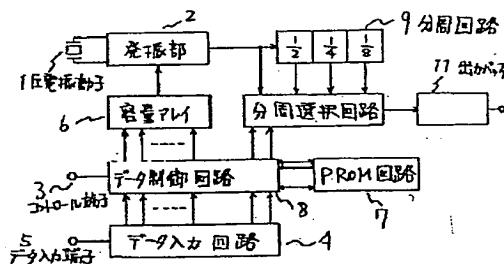 2
発振部
1/2
1/4
1/8
9 分周回路
1圧電振動子
11 出力バッファ
容量アレイ
6
分周選択回路
3
コントロール端子
データ制御回路
PROM回路
8
7
5
データ入力端子
データ入力回路
4